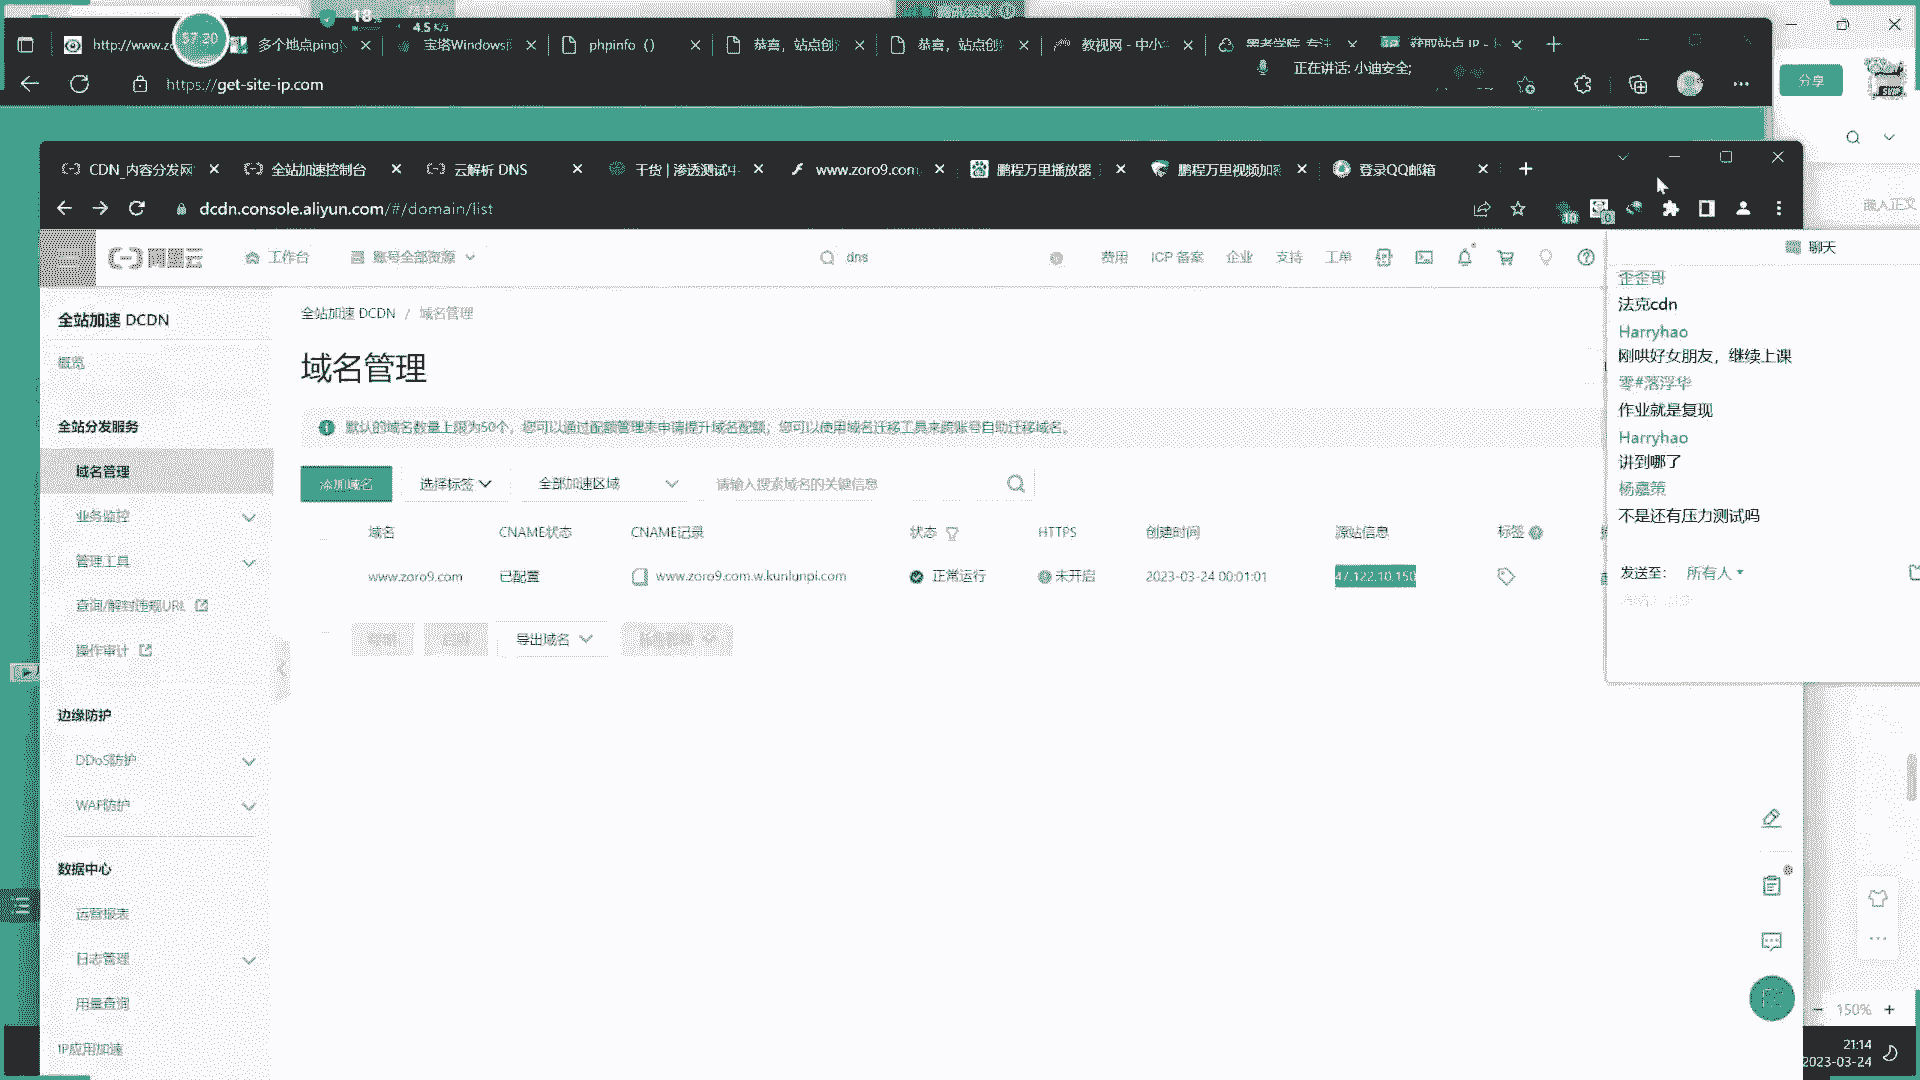 57:20
18
4.5 K/s
http://www.zo
多个地点ping
宝塔Windows
phpinfo ()
恭喜，站点创
恭喜，站点创
教视网 - 中小
获取站点 IP -
正在讲话: 小迪安全;
https://get-site-ip.com
分享
CDN_内容分发网
全站加速控制台
云解析 DNS
干货 | 渗透测试
www.zoro9.com
鹏程万里播放器
鹏程万里视频加密
登录QQ邮箱
dcdn.console.aliyun.com/#/domain/list
10
0
阿里云
工作台
账号全部资源
dns
费用
ICP 备案
企业
支持
工单
聊天
全站加速 DCDN
概览
全站分发服务
域名管理
业务监控
管理工具
查询/解封违规URL
操作审计
边缘防护
DDoS防护
WAF防护
数据中心
运营报表
日志管理
用量查询
IP应用加速
全站加速 DCDN / 域名管理
域名管理
默认的域名数量上限为50个，您可以通过配额管理来申请提升域名配额；您可以使用域名迁移工具来跨账号自助迁移域名。
添加域名
选择标签
全部加速区域
请输入搜索域名的关键信息
域名
CNAME状态
CNAME记录
状态
HTTPS
创建时间
源站信息
标签
www.zoro9.com
已配置
www.zoro9.com.w.kunlunpi.com
正常运行
未开启
2023-03-24 00:01:01
47.122.10.150
导出域名
歪歪哥
法克cdn
Harryhao
刚哄好女朋友，继续上课
零#落浮华
作业就是复现
Harryhao
讲到哪了
杨嘉策
不是还有压力测试吗
发送至:
所有人
150%
21:14
2023-03-24